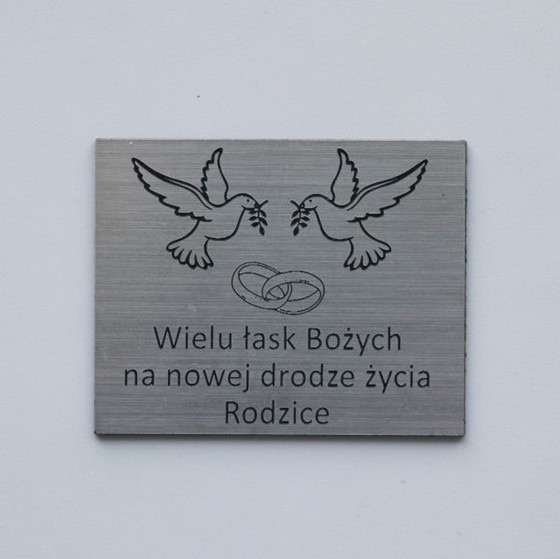 Wielu łask Bożych
na nowej drodze życia
Rodzice